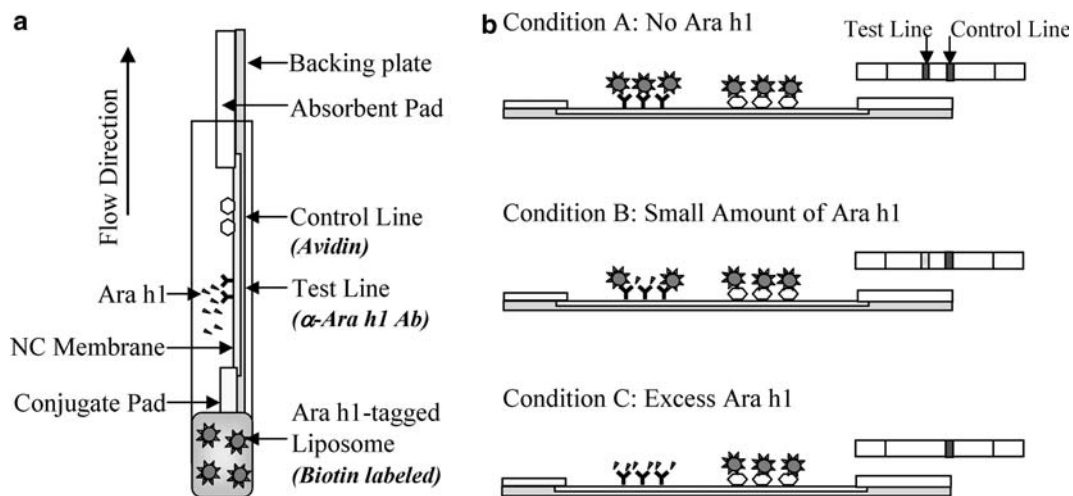 a
Flow Direction
Backing plate
Absorbent Pad
Control Line
(Avidin)
Ara h1
Test Line
(α-Ara h1 Ab)
NC Membrane
Conjugate Pad
Ara h1-tagged
Liposome
(Biotin labeled)
b
Condition A: No Ara h1
Test Line
Control Line
Condition B: Small Amount of Ara h1
Condition C: Excess Ara h1